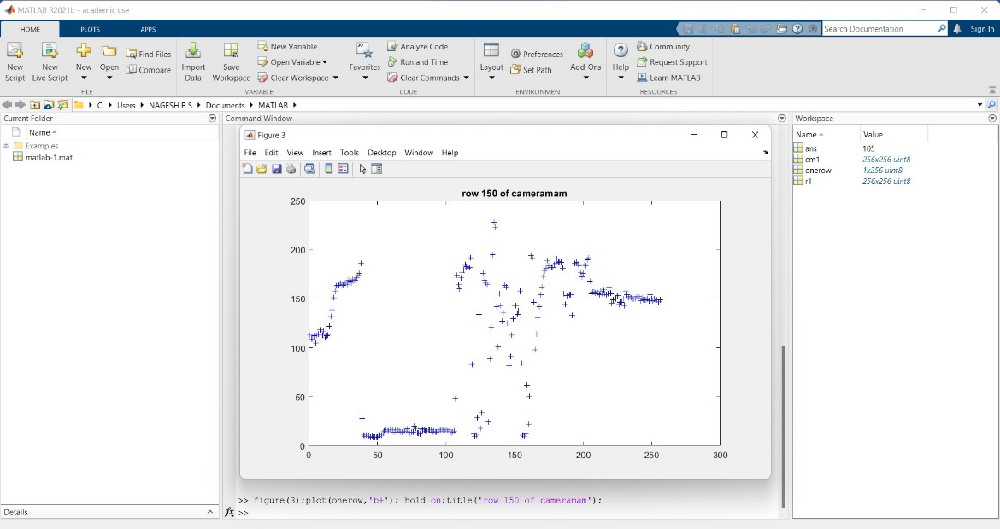 MATLAB R2021b - academic use
HOME PLOTS APPS
Search Documentation Sign In
New Script
New Live Script
New
Open
Find Files
Compare
FILE
Import Data
Save Workspace
New Variable
Open Variable
Clear Workspace
VARIABLE
Favorites
Analyze Code
Run and Time
Clear Commands
CODE
Layout
Preferences
Set Path
Add-Ons
ENVIRONMENT
Help
Community
Request Support
Learn MATLAB
RESOURCES
C: Users NAGESH B S Documents MATLAB
Current Folder
Name
Examples
matlab-1.mat
Details
Command Window
Figure 3
File Edit View Insert Tools Desktop Window Help
row 150 of cameramam
250
200
150
100
50
0
0 50 100 150 200 250 300
>> figure(3);plot(onerow,'b+'); hold on;title('row 150 of cameramam');
fx >>
Workspace
Name Value
ans 105
cm1 256x256 uint8
onerow 1x256 uint8
r1 256x256 uint8